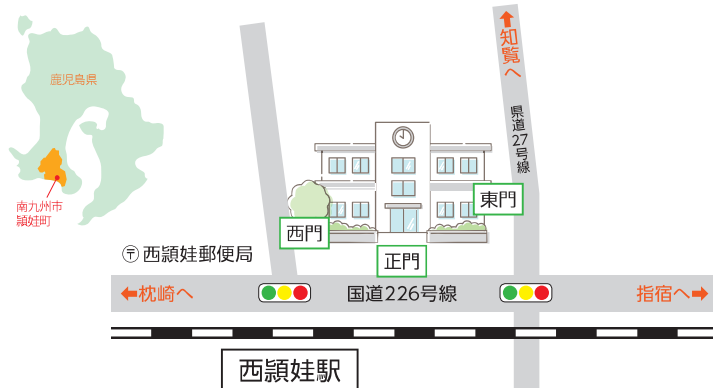 鹿児島県
南九州市
頴娃町
知覧へ
県道27号線
東門
西門
正門
〒西頴娃郵便局
←枕崎へ
国道226号線
指宿へ→
西頴娃駅